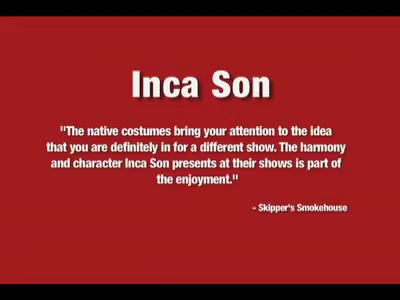 Inca Son
"The native costumes bring your attention to the idea
that you are definitely in for a different show. The harmony
and character Inca Son presents at their shows is part of
the enjoyment."
- Skipper's Smokehouse